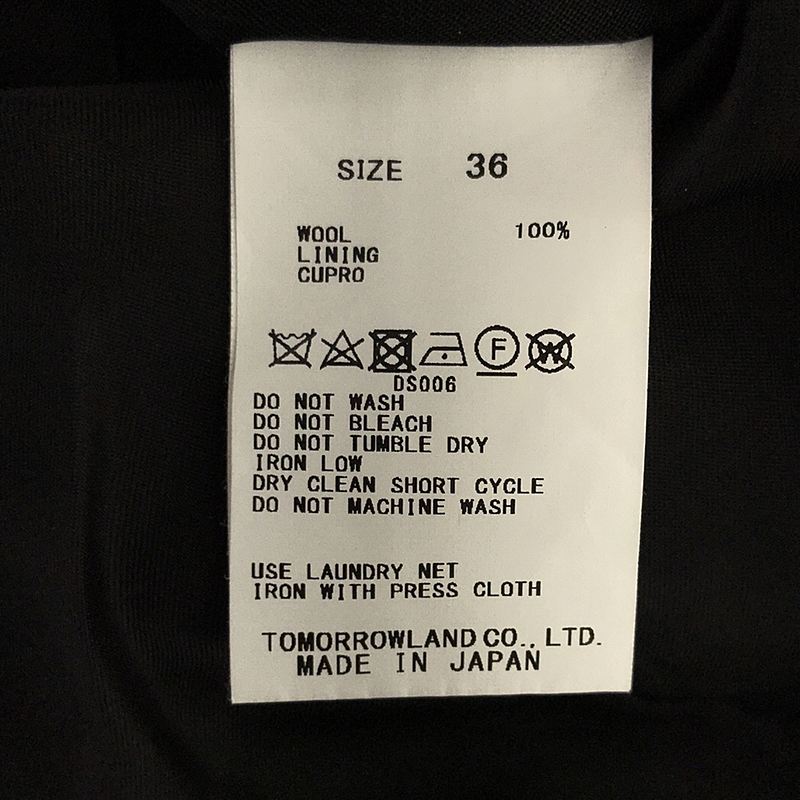 SIZE 36
WOOL 100%
LINING
CUPRO
F W
DS006
DO NOT WASH
DO NOT BLEACH
DO NOT TUMBLE DRY
IRON LOW
DRY CLEAN SHORT CYCLE
DO NOT MACHINE WASH
USE LAUNDRY NET
IRON WITH PRESS CLOTH
TOMORROWLAND CO., LTD.
MADE IN JAPAN